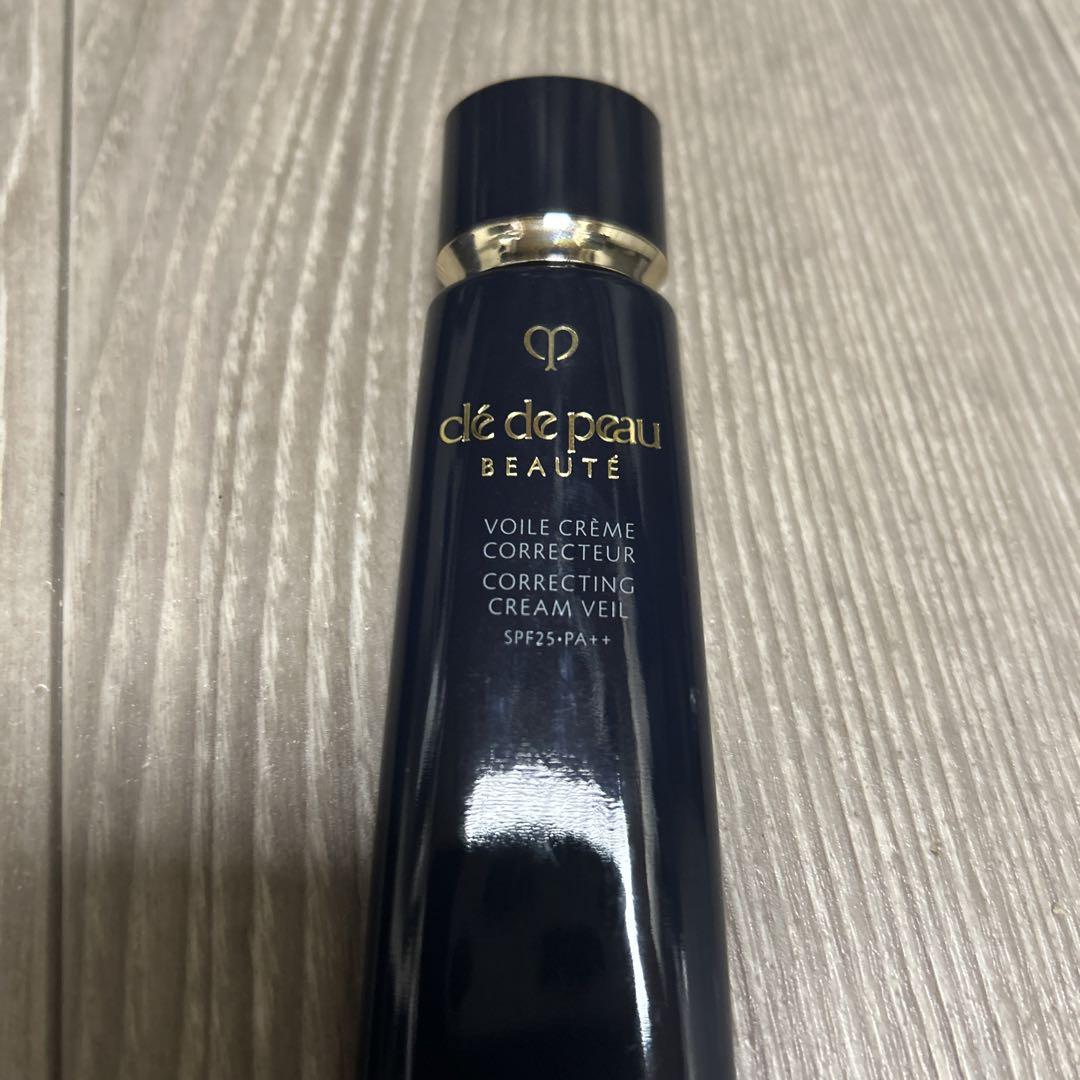 clé de peau
BEAUTÉ
VOILE CRÈME
CORRECTEUR
CORRECTING
CREAM VEIL
SPF25·PA++